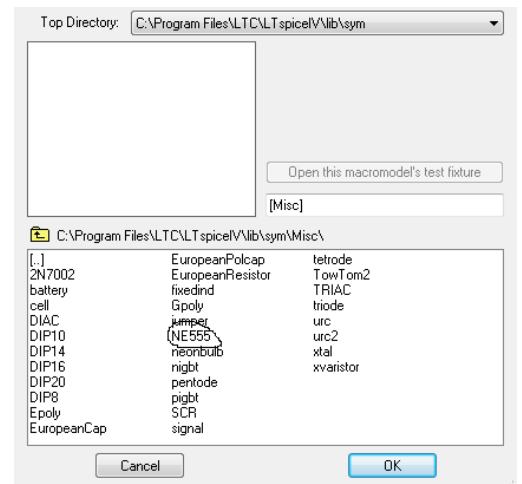 Top Directory: C:\Program Files\LTC\LTspiceIV\lib\sym
Open this macromodel's test fixture
[Misc]
C:\Program Files\LTC\LTspiceIV\lib\sym\Misc\
[..] EuropeanPolcap tetrode
2N7002 EuropeanResistor TowTom2
battery fixedind TRIAC
cell Gpoly triode
DIAC jumper urc
DIP10 NE555 urc2
DIP14 neonbulb xtal
DIP16 nigbt xvaristor
DIP20 pentode
DIP8 pigbt
Epoly SCR
EuropeanCap signal
Cancel OK